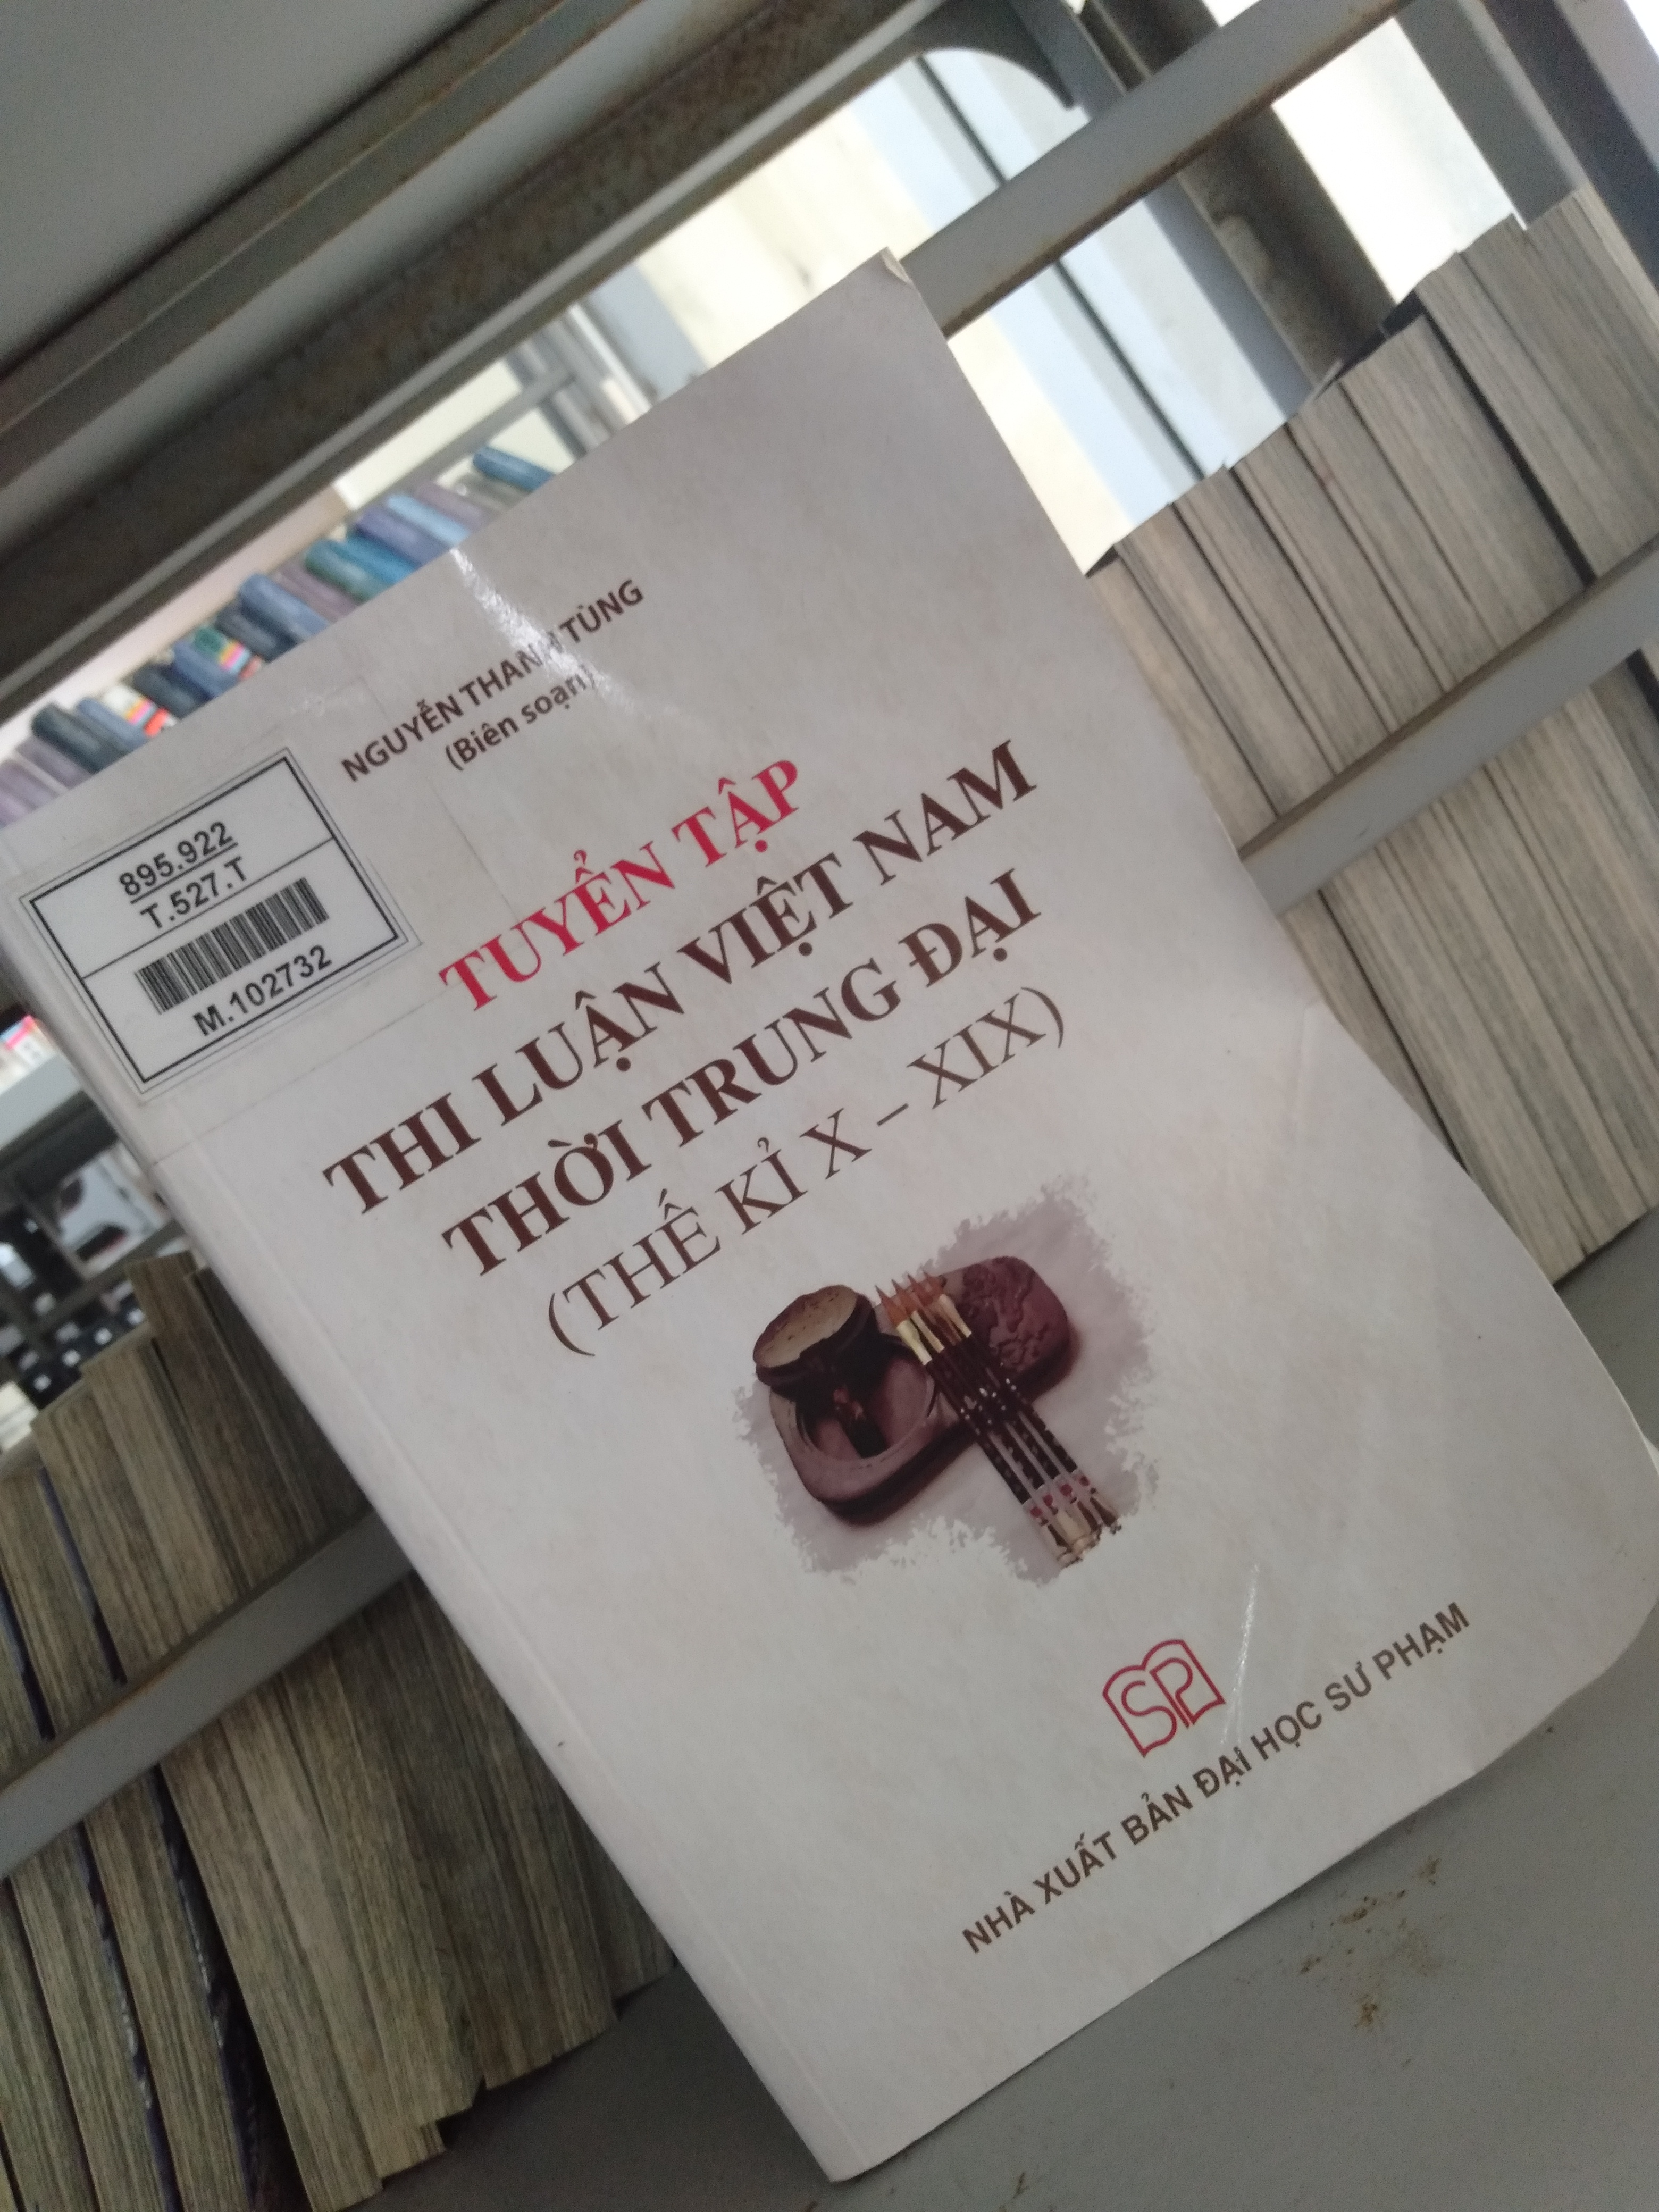 NGUYỄN THANH TÙNG
(Biên soạn)
895.922
T.527.T
M.102732
TUYỂN TẬP
THI LUẬN VIỆT NAM
THỜI TRUNG ĐẠI
(THẾ KỈ X – XIX)
SP
NHÀ XUẤT BẢN ĐẠI HỌC SƯ PHẠM